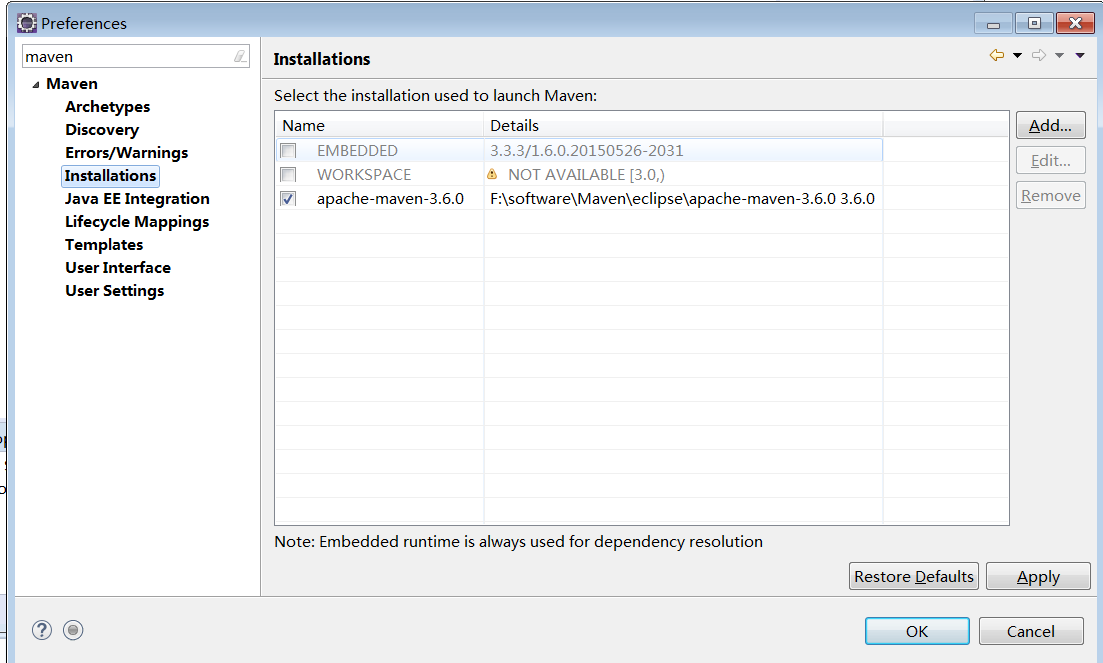 Preferences
maven
Maven
Archetypes
Discovery
Errors/Warnings
Installations
Java EE Integration
Lifecycle Mappings
Templates
User Interface
User Settings
Installations
Select the installation used to launch Maven:
Name Details
EMBEDDED 3.3.3/1.6.0.20150526-2031
WORKSPACE NOT AVAILABLE [3.0,)
apache-maven-3.6.0 F:\software\Maven\eclipse\apache-maven-3.6.0 3.6.0
Add...
Edit...
Remove
Note: Embedded runtime is always used for dependency resolution
Restore Defaults Apply
OK Cancel